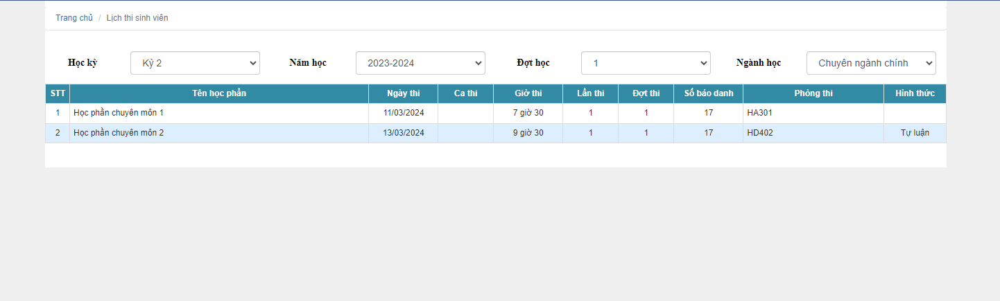 Trang chủ / Lịch thi sinh viên
Học kỳ Kỳ 2 Năm học 2023-2024 Đợt học 1 Ngành học Chuyên ngành chính
STT Tên học phần Ngày thi Ca thi Giờ thi Lần thi Đợt thi Số báo danh Phòng thi Hình thức
1 Học phần chuyên môn 1 11/03/2024 7 giờ 30 1 1 17 HA301
2 Học phần chuyên môn 2 13/03/2024 9 giờ 30 1 1 17 HD402 Tự luận